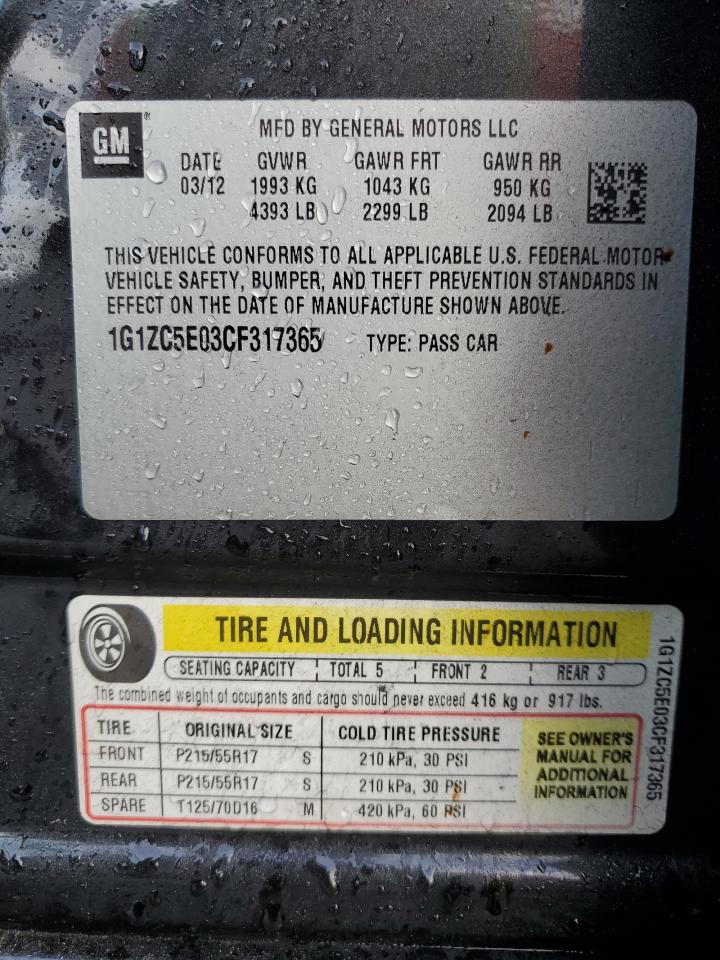 GM ®
MFD BY GENERAL MOTORS LLC
DATE GVWR GAWR FRT GAWR RR
03/12 1993 KG 1043 KG 950 KG
4393 LB 2299 LB 2094 LB
THIS VEHICLE CONFORMS TO ALL APPLICABLE U.S. FEDERAL MOTOR
VEHICLE SAFETY, BUMPER, AND THEFT PREVENTION STANDARDS IN
EFFECT ON THE DATE OF MANUFACTURE SHOWN ABOVE.
1G1ZC5E03CF317365 TYPE: PASS CAR
TIRE AND LOADING INFORMATION
SEATING CAPACITY TOTAL 5 FRONT 2 REAR 3
The combined weight of occupants and cargo should never exceed 416 kg or 917 lbs.
TIRE ORIGINAL SIZE COLD TIRE PRESSURE
FRONT P215/55R17 S 210 kPa, 30 PSI
REAR P215/55R17 S 210 kPa, 30 PSI
SPARE T125/70D16 M 420 kPa, 60 PSI
SEE OWNER'S
MANUAL FOR
ADDITIONAL
INFORMATION
1G1ZC5E03CF317365